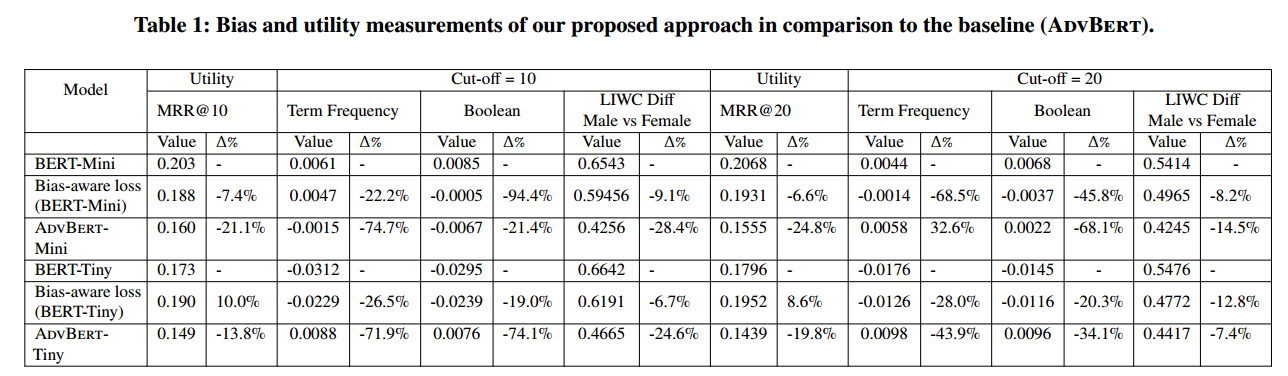 Table 1: Bias and utility measurements of our proposed approach in comparison to the baseline (AdvBert).
Model Utility Cut-off = 10 Utility Cut-off = 20
MRR@10 Term Frequency Boolean LIWC Diff Male vs Female MRR@20 Term Frequency Boolean LIWC Diff Male vs Female
Value Δ% Value Δ% Value Δ% Value Δ% Value Δ% Value Δ% Value Δ% Value Δ%
BERT-Mini 0.203 - 0.0061 - 0.0085 - 0.6543 - 0.2068 - 0.0044 - 0.0068 - 0.5414 -
Bias-aware loss (BERT-Mini) 0.188 -7.4% 0.0047 -22.2% -0.0005 -94.4% 0.59456 -9.1% 0.1931 -6.6% -0.0014 -68.5% -0.0037 -45.8% 0.4965 -8.2%
AdvBert-Mini 0.160 -21.1% -0.0015 -74.7% -0.0067 -21.4% 0.4256 -28.4% 0.1555 -24.8% 0.0058 32.6% 0.0022 -68.1% 0.4245 -14.5%
BERT-Tiny 0.173 - -0.0312 - -0.0295 - 0.6642 - 0.1796 - -0.0176 - -0.0145 - 0.5476 -
Bias-aware loss (BERT-Tiny) 0.190 10.0% -0.0229 -26.5% -0.0239 -19.0% 0.6191 -6.7% 0.1952 8.6% -0.0126 -28.0% -0.0116 -20.3% 0.4772 -12.8%
AdvBert-Tiny 0.149 -13.8% 0.0088 -71.9% 0.0076 -74.1% 0.4665 -24.6% 0.1439 -19.8% 0.0098 -43.9% 0.0096 -34.1% 0.4417 -7.4%